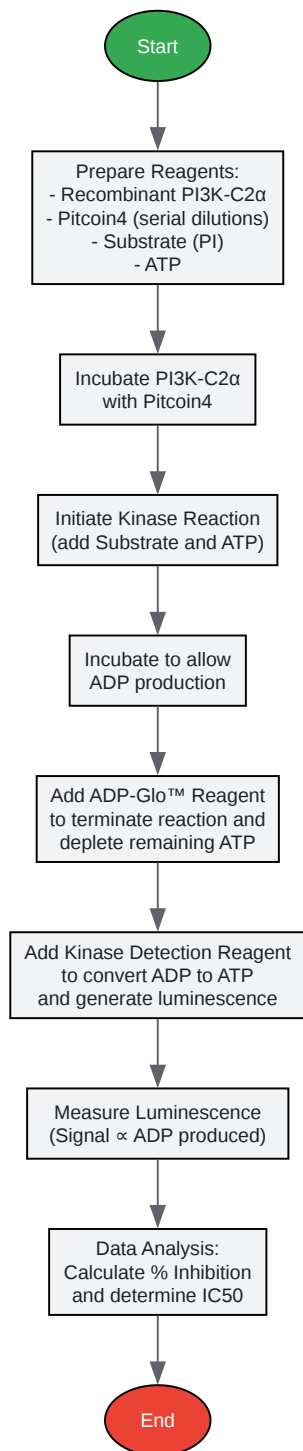 Start
Prepare Reagents:
- Recombinant PI3K-C2α
- Pitcoin4 (serial dilutions)
- Substrate (PI)
- ATP
Incubate PI3K-C2α
with Pitcoin4
Initiate Kinase Reaction
(add Substrate and ATP)
Incubate to allow
ADP production
Add ADP-Glo™ Reagent
to terminate reaction and
deplete remaining ATP
Add Kinase Detection Reagent
to convert ADP to ATP
and generate luminescence
Measure Luminescence
(Signal ∝ ADP produced)
Data Analysis:
Calculate % Inhibition
and determine IC50
End